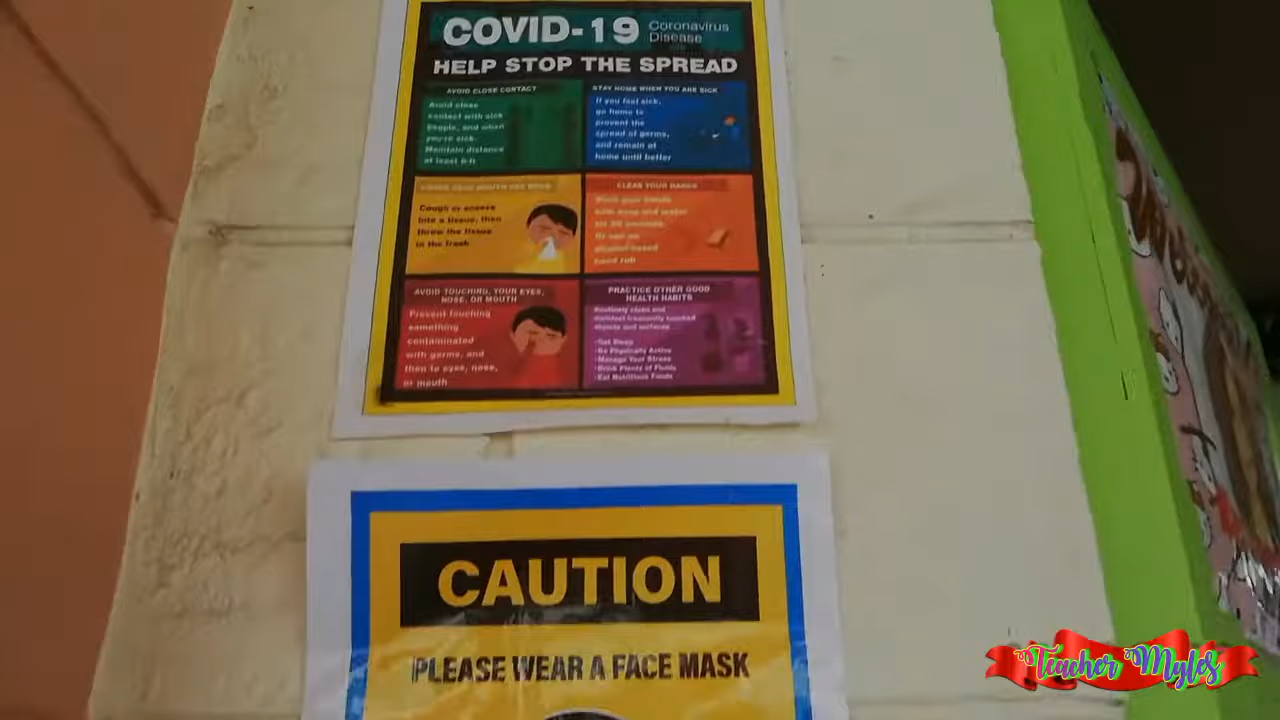 COVID-19 Coronavirus Disease
HELP STOP THE SPREAD
AVOID CLOSE CONTACT
Avoid close
contact with sick
people, and when
you're sick.
Maintain distance
at least 6 ft
STAY HOME WHEN YOU ARE SICK
If you feel sick,
go home to
prevent the
spread of germs,
and remain at
home until better
COVER YOUR MOUTH AND NOSE
Cough or sneeze
into a tissue, then
throw the tissue
in the trash
CLEAN YOUR HANDS
Wash your hands
with soap and water
for 20 seconds.
Or use an
alcohol-based
hand rub
AVOID TOUCHING, YOUR EYES,
NOSE, OR MOUTH
Prevent touching
something
contaminated
with germs, and
then to eyes, nose,
or mouth
PRACTICE OTHER GOOD
HEALTH HABITS
Routinely clean and
disinfect frequently touched
objects and surfaces
-Get Sleep
-Be Physically Active
-Manage Your Stress
-Drink Plenty of Fluids
-Eat Nutritious Foods
CAUTION
PLEASE WEAR A FACE MASK
Teacher Myles